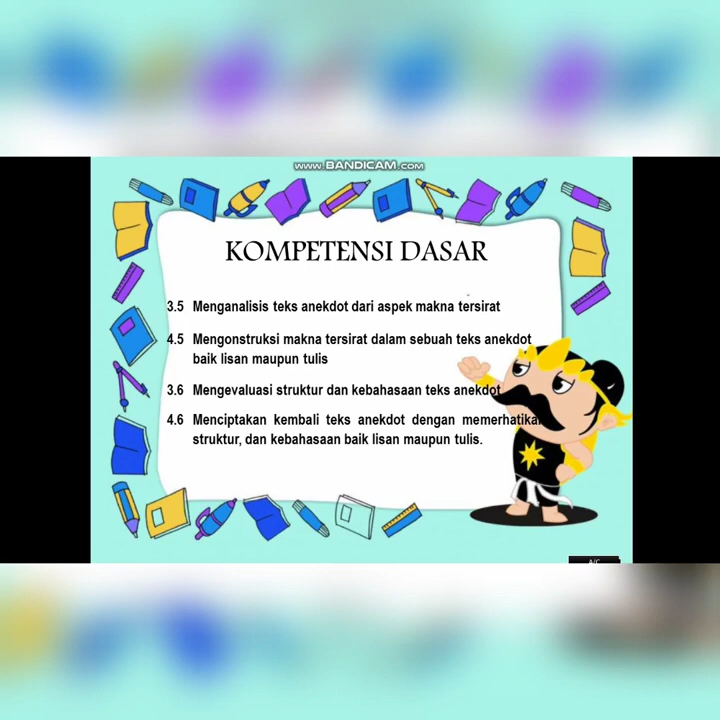 www.BANDICAM.com
KOMPETENSI DASAR
3.5 Menganalisis teks anekdot dari aspek makna tersirat
4.5 Mengonstruksi makna tersirat dalam sebuah teks anekdot
baik lisan maupun tulis
3.6 Mengevaluasi struktur dan kebahasaan teks anekdot
4.6 Menciptakan kembali teks anekdot dengan memerhatikan
struktur, dan kebahasaan baik lisan maupun tulis.
A/C